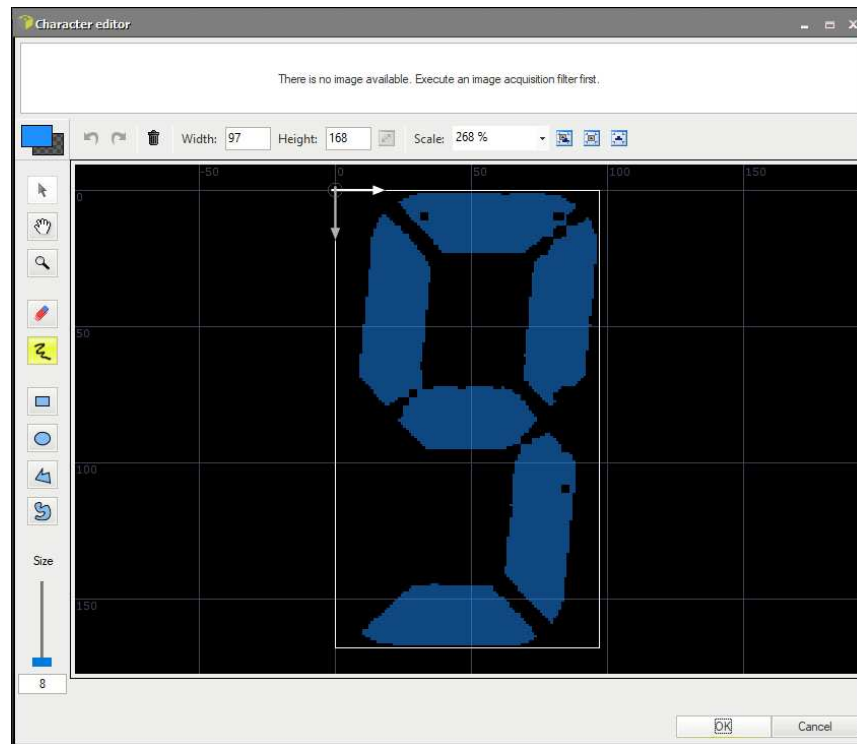 Character editor
There is no image available. Execute an image acquisition filter first.
Width: 97 Height: 168 Scale: 268 %
-50 0 50 100 150
0
50
100
150
9
Size
8
OK Cancel